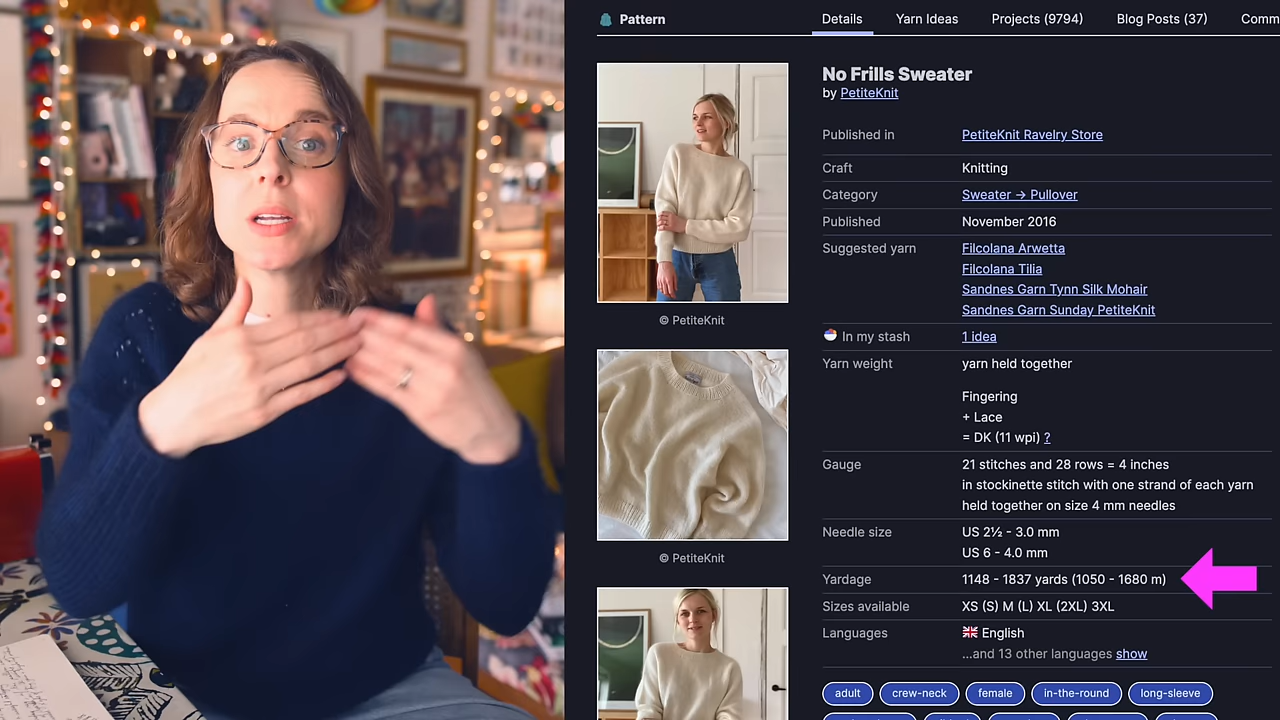 Pattern
Details
Yarn Ideas
Projects (9794)
Blog Posts (37)
No Frills Sweater
by PetiteKnit
Published in PetiteKnit Ravelry Store
Craft Knitting
Category Sweater → Pullover
Published November 2016
Suggested yarn Filcolana Arwetta
Filcolana Tilia
Sandnes Garn Tynn Silk Mohair
Sandnes Garn Sunday PetiteKnit
In my stash 1 idea
Yarn weight yarn held together
Fingering
+ Lace
= DK (11 wpi) ?
Gauge 21 stitches and 28 rows = 4 inches
in stockinette stitch with one strand of each yarn
held together on size 4 mm needles
Needle size US 2½ - 3.0 mm
US 6 - 4.0 mm
Yardage 1148 - 1837 yards (1050 - 1680 m)
Sizes available XS (S) M (L) XL (2XL) 3XL
Languages 🇬🇧 English
...and 13 other languages show
adult
crew-neck
female
in-the-round
long-sleeve
© PetiteKnit
© PetiteKnit